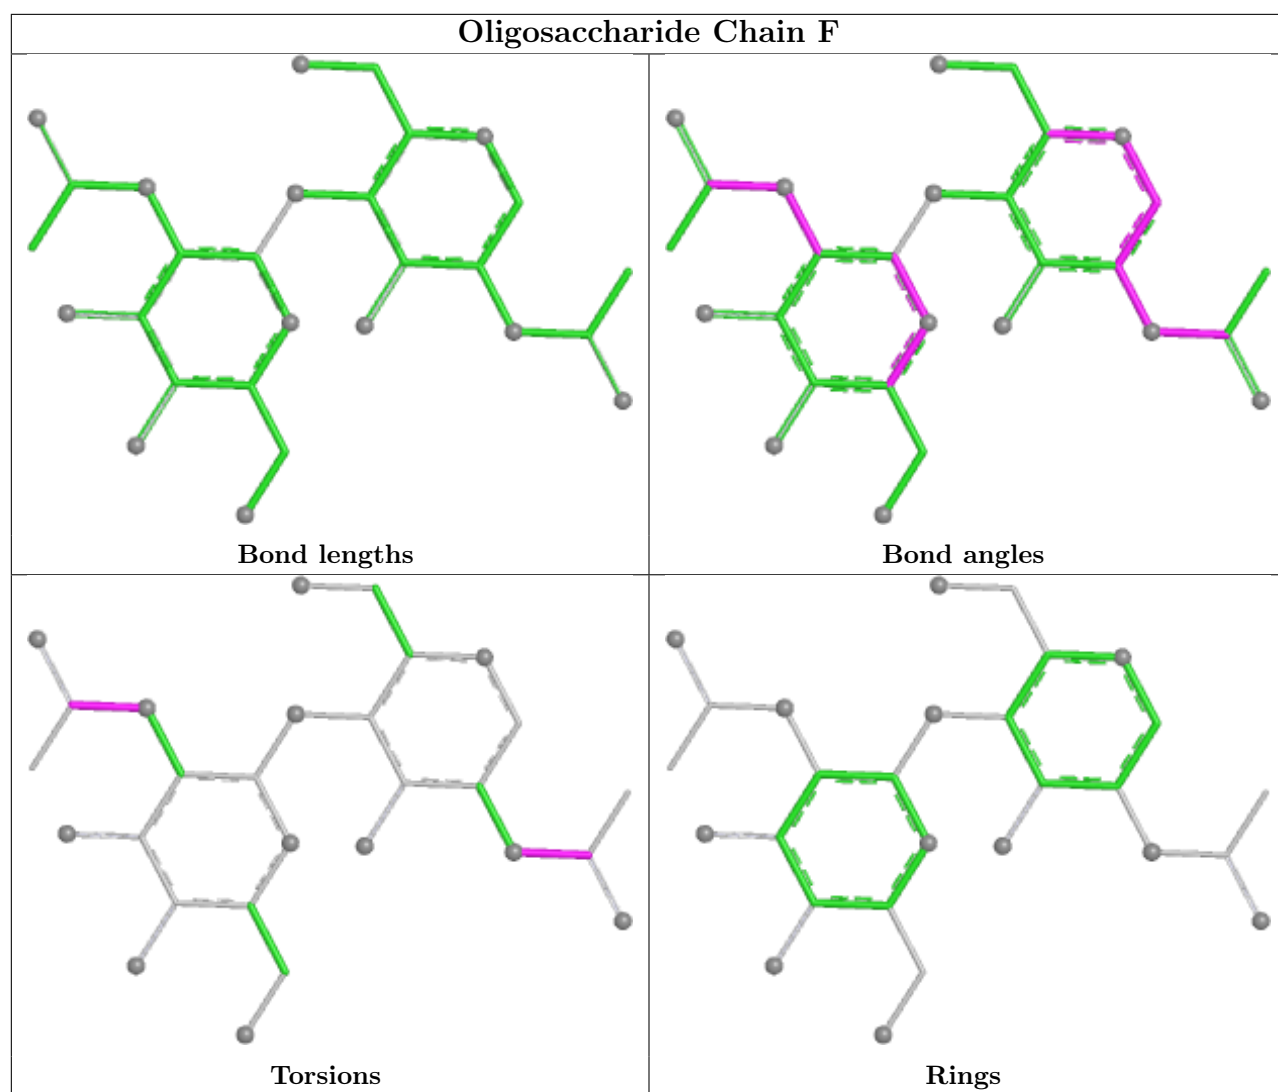 Oligosaccharide Chain F
Bond lengths
Bond angles
Torsions
Rings